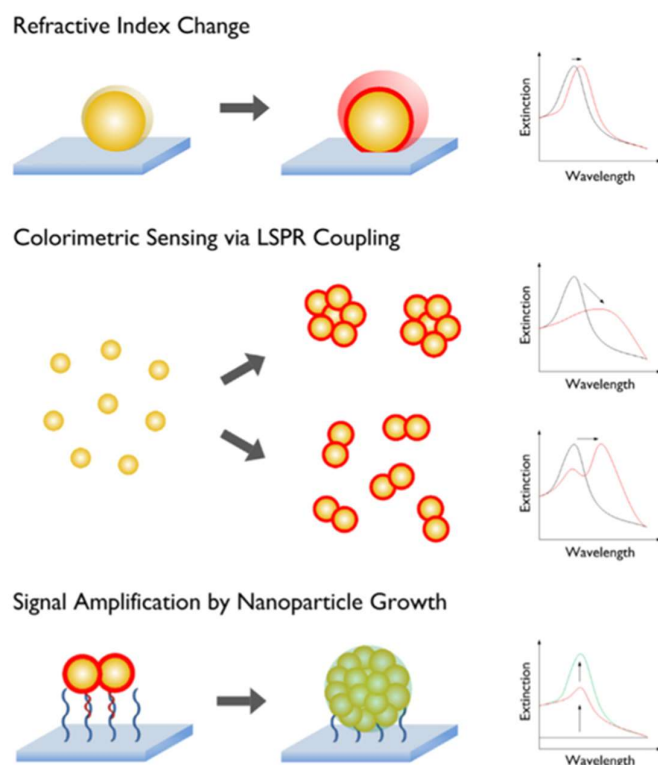 Refractive Index Change
Extinction
Wavelength
Colorimetric Sensing via LSPR Coupling
Extinction
Wavelength
Extinction
Wavelength
Signal Amplification by Nanoparticle Growth
Extinction
Wavelength